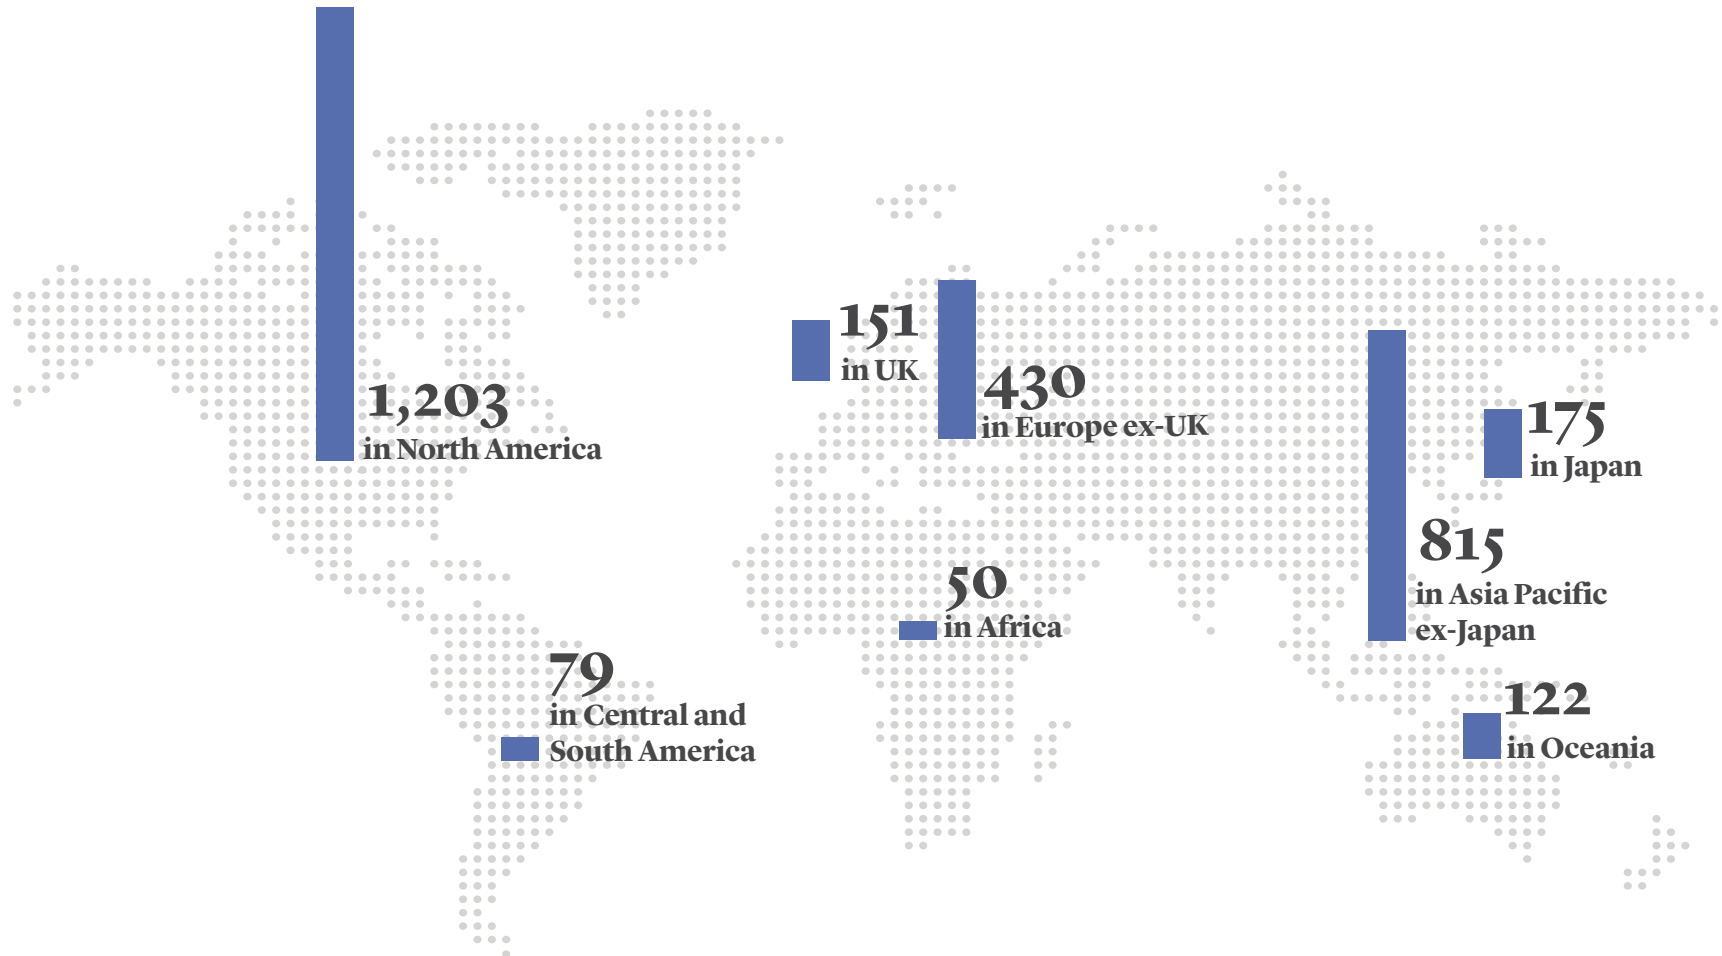 1,203
in North America
151
in UK
430
in Europe ex-UK
175
in Japan
815
in Asia Pacific
ex-Japan
50
in Africa
79
in Central and
South America
122
in Oceania